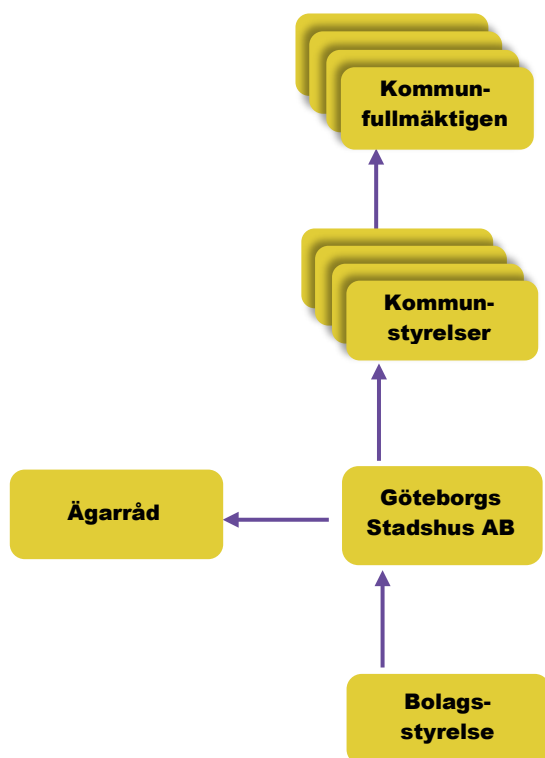 Kommun-
fullmäktigen
Kommun-
styrelser
Ägarråd
Göteborgs
Stadshus AB
Bolags-
styrelse